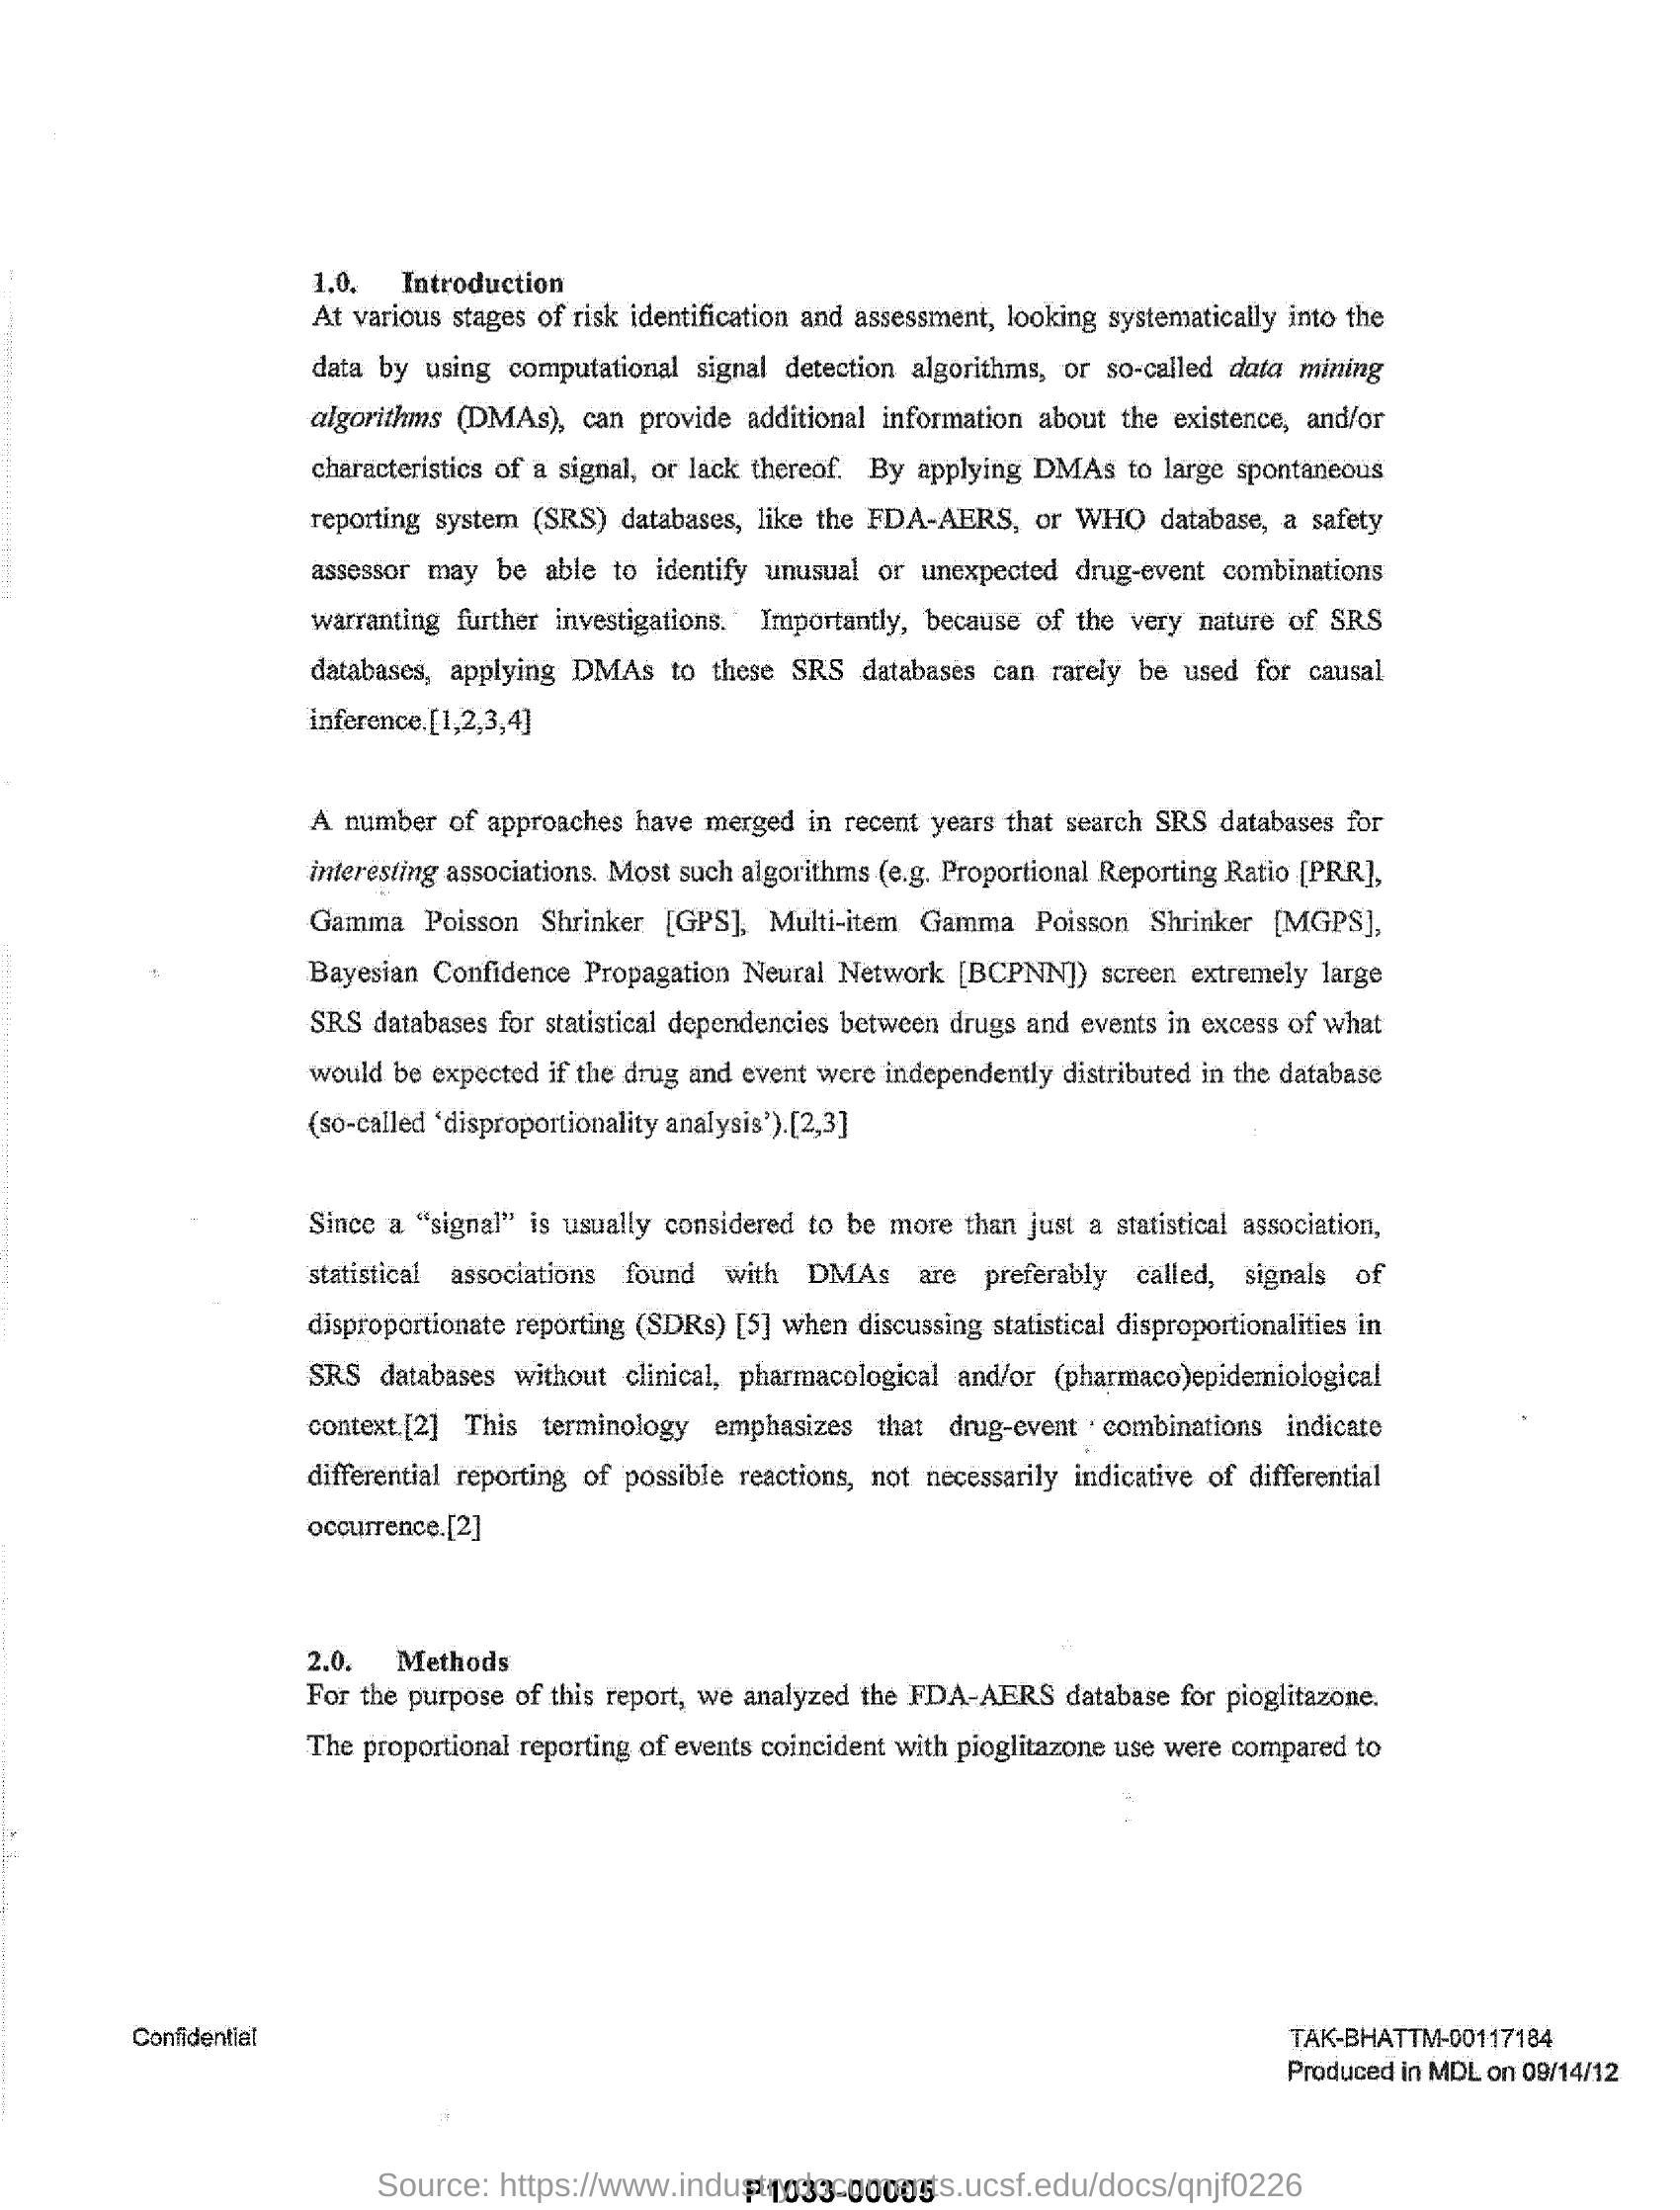 1.0. Introduction
At various stages of risk identification and assessment, looking systematically into the
data by using computational signal detection algorithms, or so-called data mining
algorithms (DMAs), can provide additional information about the existence, and/or
characteristics of a signal, or lack thereof. By applying DMAs to large spontaneous
reporting system (SRS) databases, like the FDA-AERS, or WHO database, a safety
assessor may be able to identify unusual or unexpected drug-event combinations
warranting further investigations. Importantly, because of the very nature of SRS
databases, applying DMAs to these SRS databases can rarely be used for causal
inference.[1,2,3,4]
A number of approaches have merged in recent years that search SRS databases for
interesting associations. Most such algorithms (e.g. Proportional Reporting Ratio [PRR],
Gamma Poisson Shrinker [GPS], Multi-item Gamma Poisson Shrinker [MGPS],
Bayesian Confidence Propagation Neural Network [BCPNN]) screen extremely large
SRS databases for statistical dependencies between drugs and events in excess of what
would be expected if the drug and event were independently distributed in the database
(so-called ‘disproportionality analysis’).[2,3]
Since a “signal” is usually considered to be more than just a statistical association,
statistical associations found with DMAs are preferably called, signals of
disproportionate reporting (SDRs) [5] when discussing statistical disproportionalities in
SRS databases without clinical, pharmacological and/or (pharmaco)epidemiological
context.[2] This terminology emphasizes that drug-event combinations indicate
differential reporting of possible reactions, not necessarily indicative of differential
occurrence.[2]
2.0. Methods
For the purpose of this report, we analyzed the FDA-AERS database for pioglitazone.
The proportional reporting of events coincident with pioglitazone use were compared to
Confidential
TAK-BHATTM-00117184
Produced in MDL on 09/14/12
Source: https://www.industrydocuments.ucsf.edu/docs/qnjf0226
P1033-00005